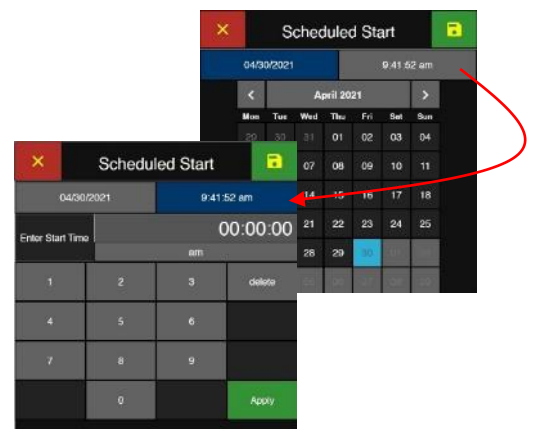 Scheduled Start
04/30/2021 9:41:52 am
< April 2021 >
Mon Tue Wed Thu Fri Sat Sun
29 30 31 01 02 03 04
07 08 09 10 11
14 15 16 17 18
21 22 23 24 25
28 29 30
Scheduled Start
04/30/2021 9:41:52 am
Enter Start Time 00:00:00
am
1 2 3 delete
4 5 6
7 8 9
0 Apply